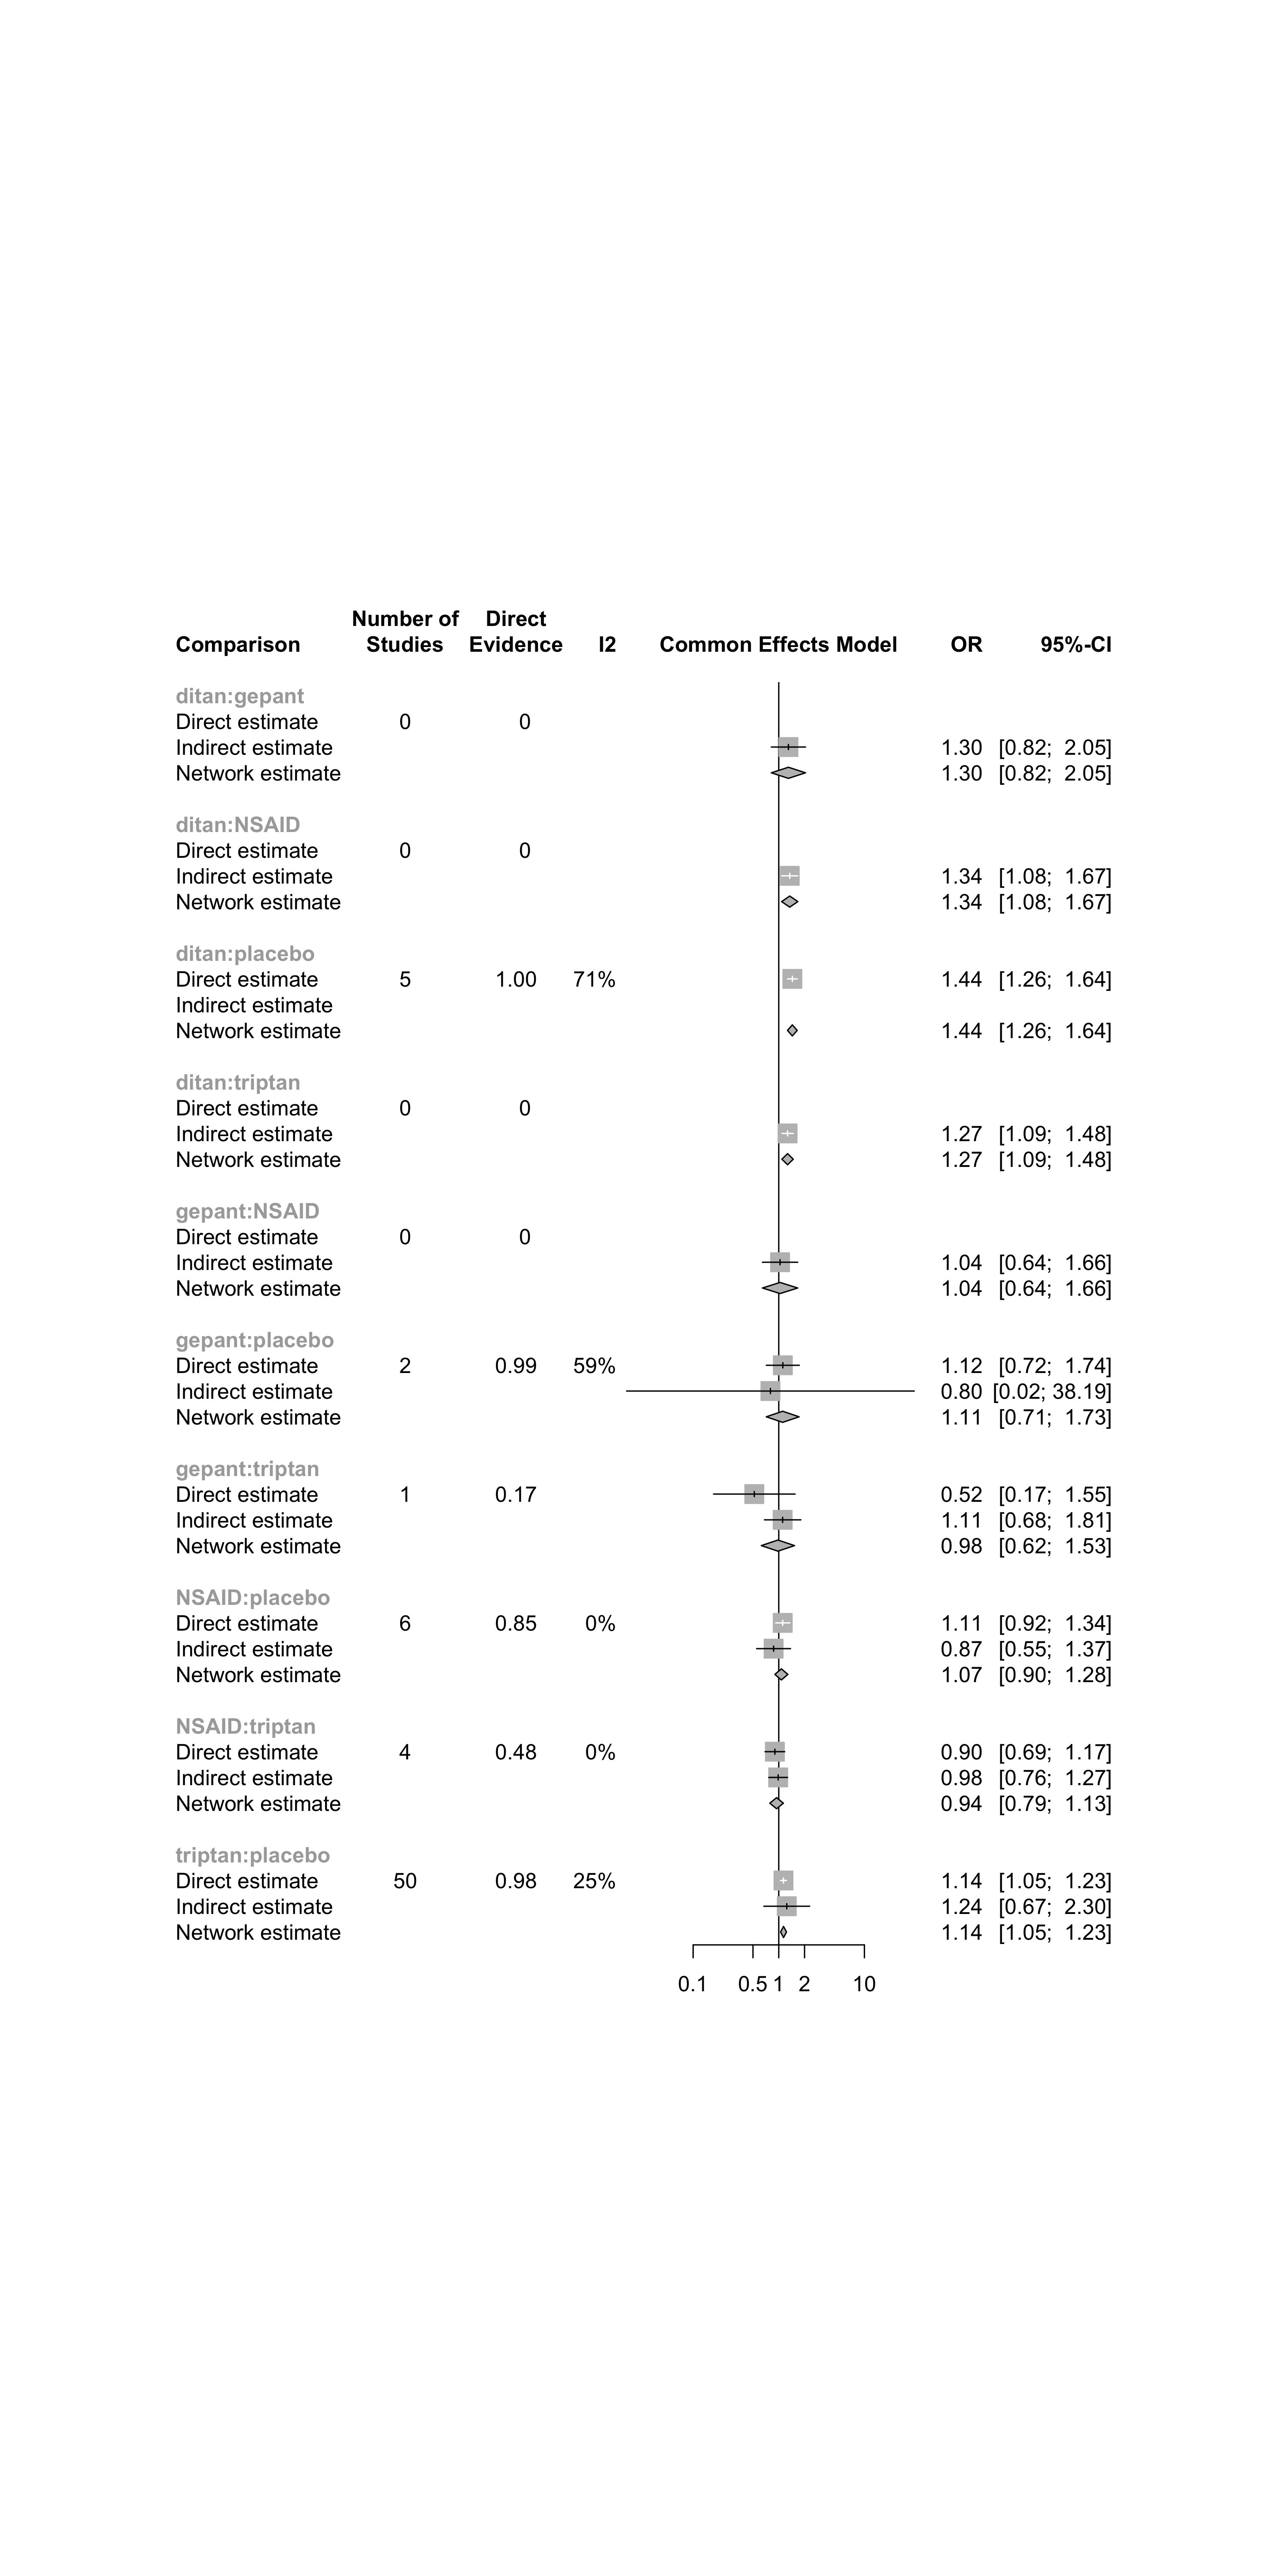 Number of Direct
Comparison Studies Evidence I2 Common Effects Model OR 95%-CI
ditan:gepant
Direct estimate 0 0
Indirect estimate 1.30 [0.82; 2.05]
Network estimate 1.30 [0.82; 2.05]
ditan:NSAID
Direct estimate 0 0
Indirect estimate 1.34 [1.08; 1.67]
Network estimate 1.34 [1.08; 1.67]
ditan:placebo
Direct estimate 5 1.00 71% 1.44 [1.26; 1.64]
Indirect estimate
Network estimate 1.44 [1.26; 1.64]
ditan:triptan
Direct estimate 0 0
Indirect estimate 1.27 [1.09; 1.48]
Network estimate 1.27 [1.09; 1.48]
gepant:NSAID
Direct estimate 0 0
Indirect estimate 1.04 [0.64; 1.66]
Network estimate 1.04 [0.64; 1.66]
gepant:placebo
Direct estimate 2 0.99 59% 1.12 [0.72; 1.74]
Indirect estimate 0.80 [0.02; 38.19]
Network estimate 1.11 [0.71; 1.73]
gepant:triptan
Direct estimate 1 0.17 0.52 [0.17; 1.55]
Indirect estimate 1.11 [0.68; 1.81]
Network estimate 0.98 [0.62; 1.53]
NSAID:placebo
Direct estimate 6 0.85 0% 1.11 [0.92; 1.34]
Indirect estimate 0.87 [0.55; 1.37]
Network estimate 1.07 [0.90; 1.28]
NSAID:triptan
Direct estimate 4 0.48 0% 0.90 [0.69; 1.17]
Indirect estimate 0.98 [0.76; 1.27]
Network estimate 0.94 [0.79; 1.13]
triptan:placebo
Direct estimate 50 0.98 25% 1.14 [1.05; 1.23]
Indirect estimate 1.24 [0.67; 2.30]
Network estimate 1.14 [1.05; 1.23]
0.1 0.5 1 2 10